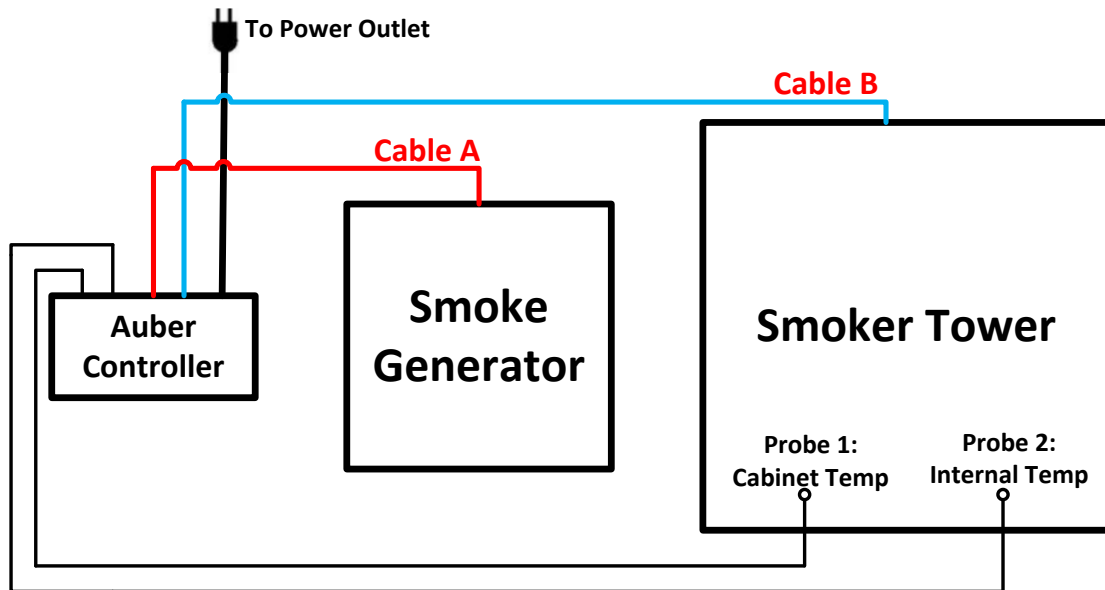 To Power Outlet
Cable B
Cable A
Auber
Controller
Smoke
Generator
Smoker Tower
Probe 1:
Cabinet Temp
Probe 2:
Internal Temp